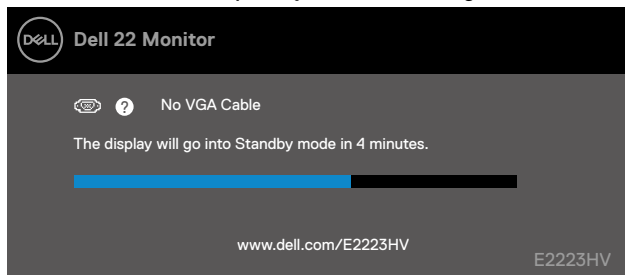 DELL Dell 22 Monitor
? No VGA Cable
The display will go into Standby mode in 4 minutes.
www.dell.com/E2223HV
E2223HV